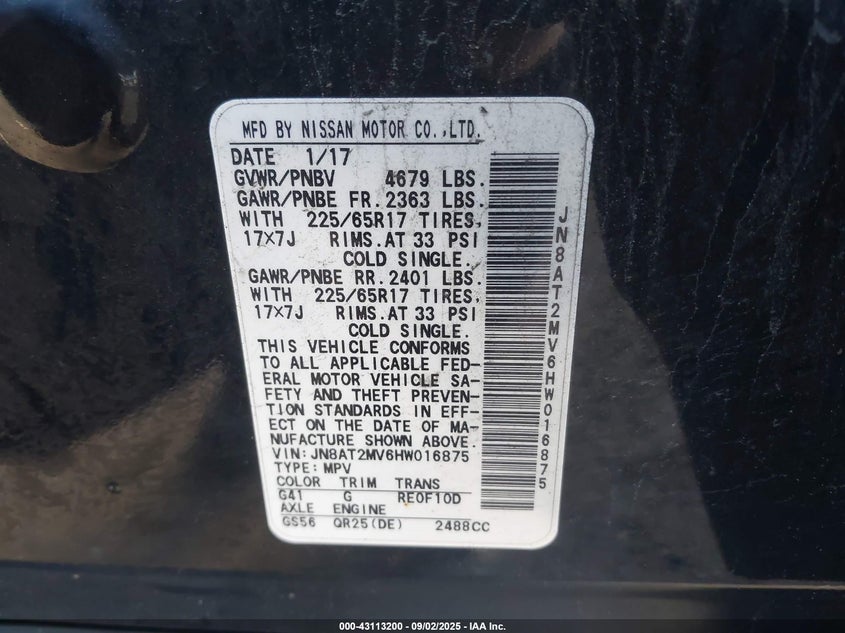 MFD BY NISSAN MOTOR CO.,LTD.
DATE 1/17
GVWR/PNBV 4679 LBS.
GAWR/PNBE FR. 2363 LBS.
WITH 225/65R17 TIRES,
17×7J RIMS.AT 33 PSI
COLD SINGLE.
GAWR/PNBE RR. 2401 LBS.
WITH 225/65R17 TIRES,
17×7J RIMS.AT 33 PSI
COLD SINGLE.
THIS VEHICLE CONFORMS
TO ALL APPLICABLE FED-
ERAL MOTOR VEHICLE SA-
FETY AND THEFT PREVEN-
TION STANDARDS IN EFF-
ECT ON THE DATE OF MA-
NUFACTURE SHOWN ABOVE.
VIN: JN8AT2MV6HW016875
TYPE: MPV
COLOR TRIM TRANS
G41 G RE0F10D
AXLE ENGINE
GS56 QR25(DE) 2488CC
JN8AT2MV6HW016875
000-43113200 - 09/02/2025 - IAA Inc.